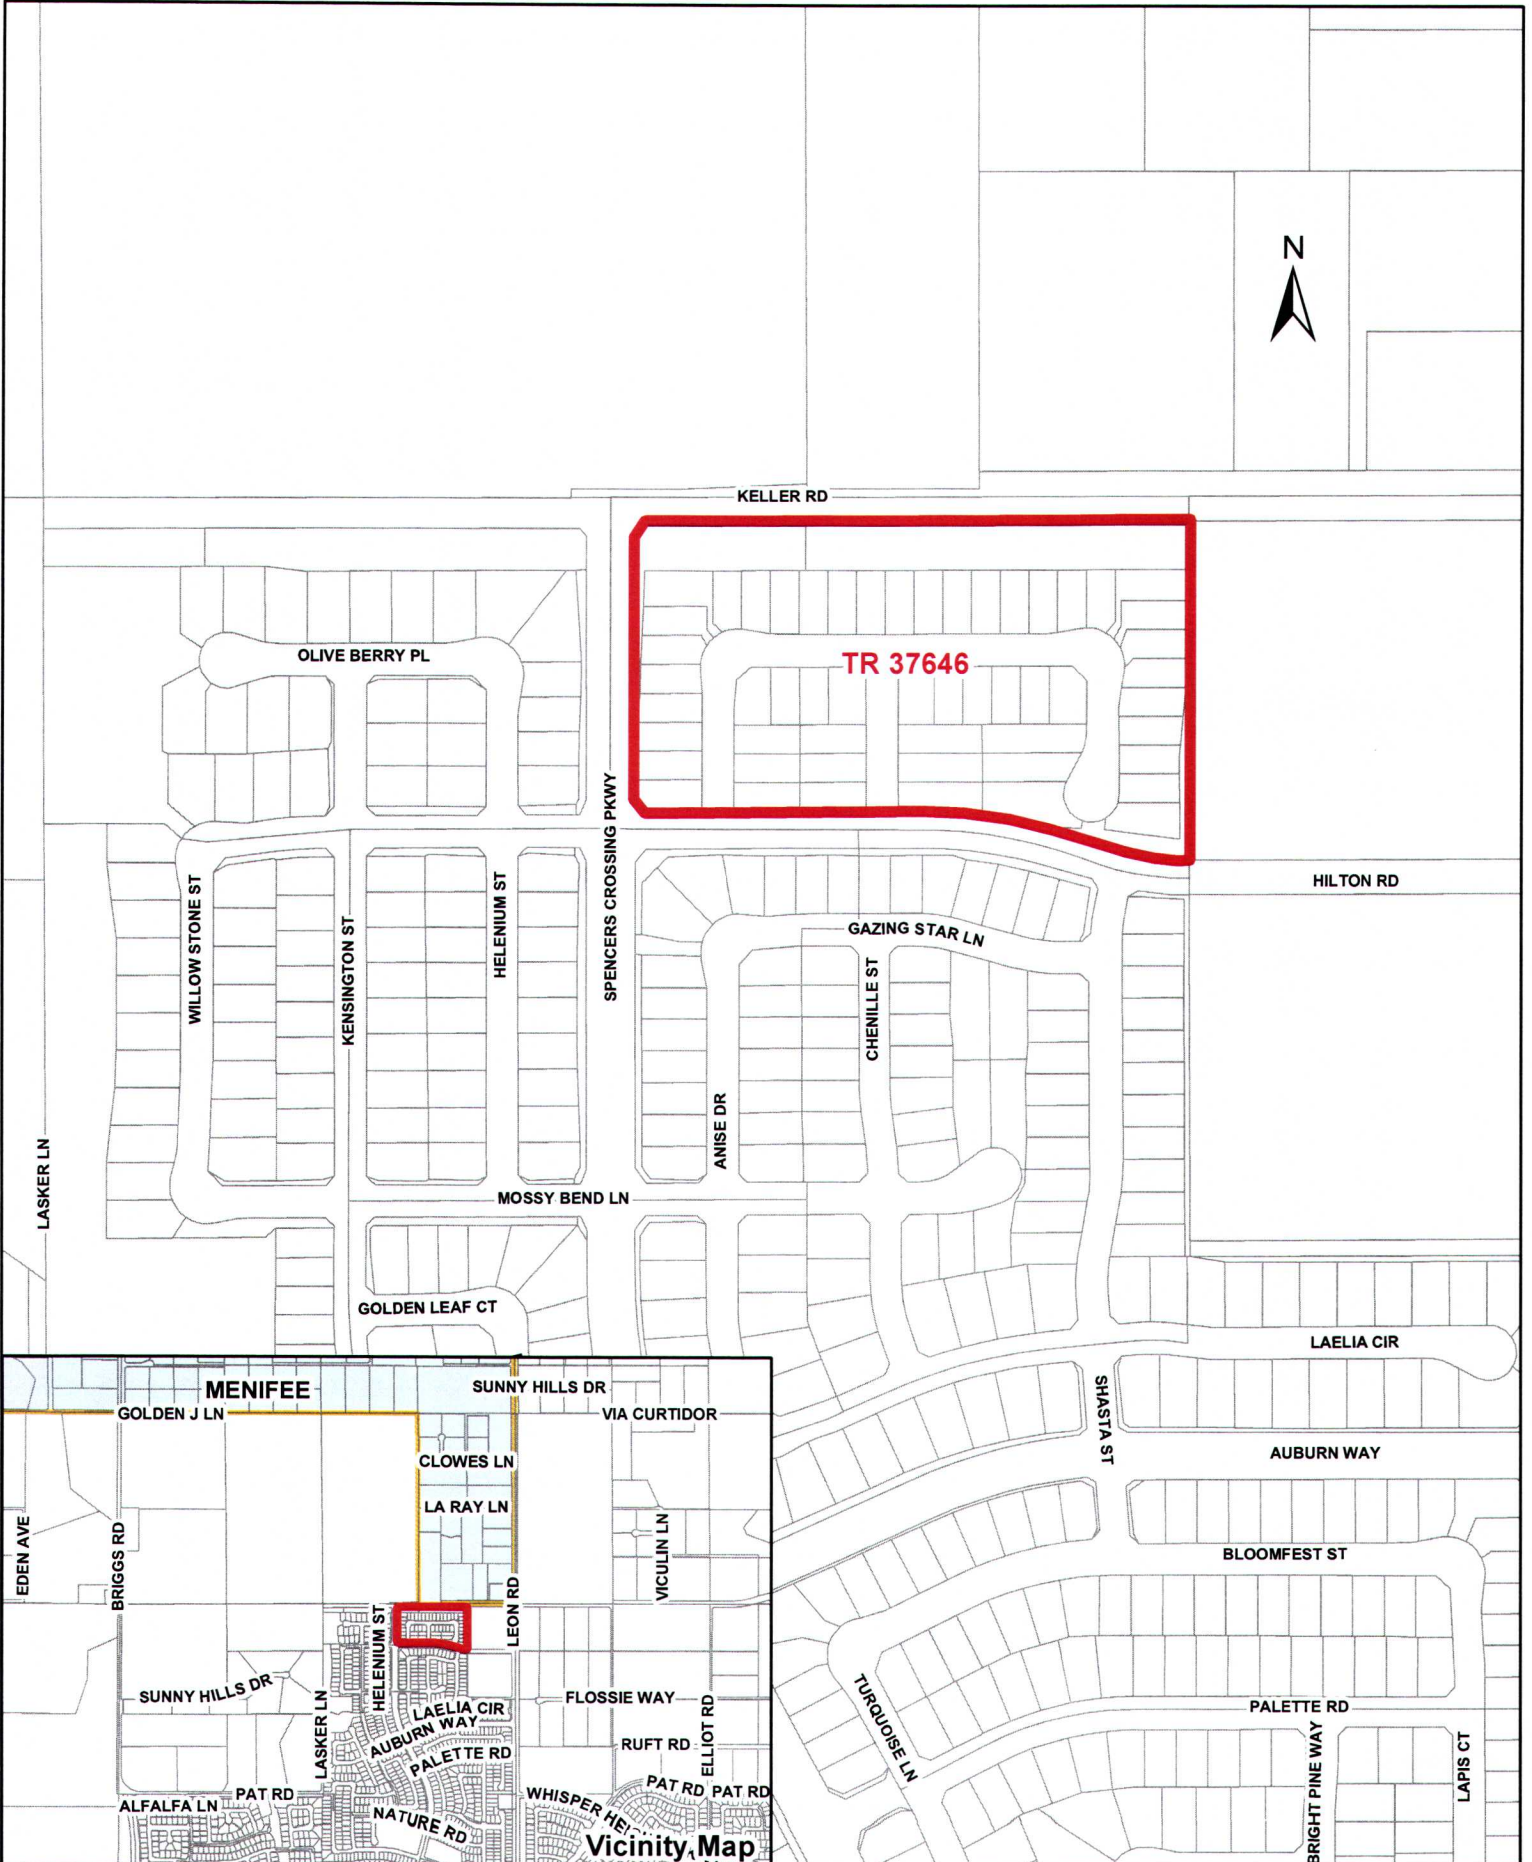 N
KELLER RD
OLIVE BERRY PL
TR 37646
SPENCERS CROSSING PKWY
HILTON RD
WILLOW STONE ST
KENSINGTON ST
HELENIUM ST
GAZING STAR LN
CHENILLE ST
ANISE DR
LASKER LN
MOSSY BEND LN
GOLDEN LEAF CT
LAELIA CIR
SHASTA ST
AUBURN WAY
BLOOMFEST ST
TURQUOISE LN
PALETTE RD
BRIGHT PINE WAY
LAPIS CT
MENIFEE
SUNNY HILLS DR
GOLDEN J LN
VIA CURTIDOR
CLOWES LN
LA RAY LN
EDEN AVE
BRIGGS RD
VICULIN LN
LEON RD
HELENIUM ST
SUNNY HILLS DR
LASKER LN
LAELIA CIR
AUBURN WAY
PALETTE RD
FLOSSIE WAY
ELLIOT RD
RUFT RD
PAT RD
PAT RD
PAT RD
ALFALFA LN
NATURE RD
WHISPER HEI
Vicinity Map